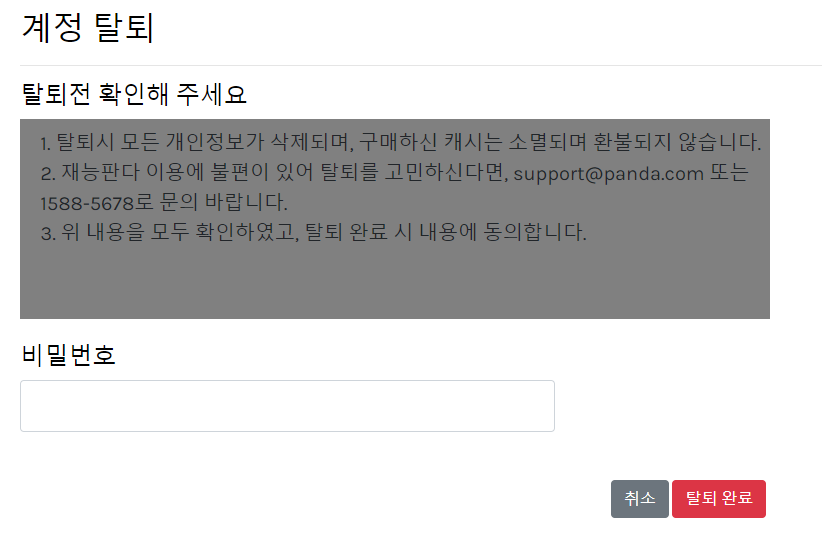 계정 탈퇴
탈퇴전 확인해 주세요
1. 탈퇴시 모든 개인정보가 삭제되며, 구매하신 캐시는 소멸되며 환불되지 않습니다.
2. 재능판다 이용에 불편이 있어 탈퇴를 고민하신다면, support@panda.com 또는
1588-5678로 문의 바랍니다.
3. 위 내용을 모두 확인하였고, 탈퇴 완료 시 내용에 동의합니다.
비밀번호
취소 탈퇴 완료